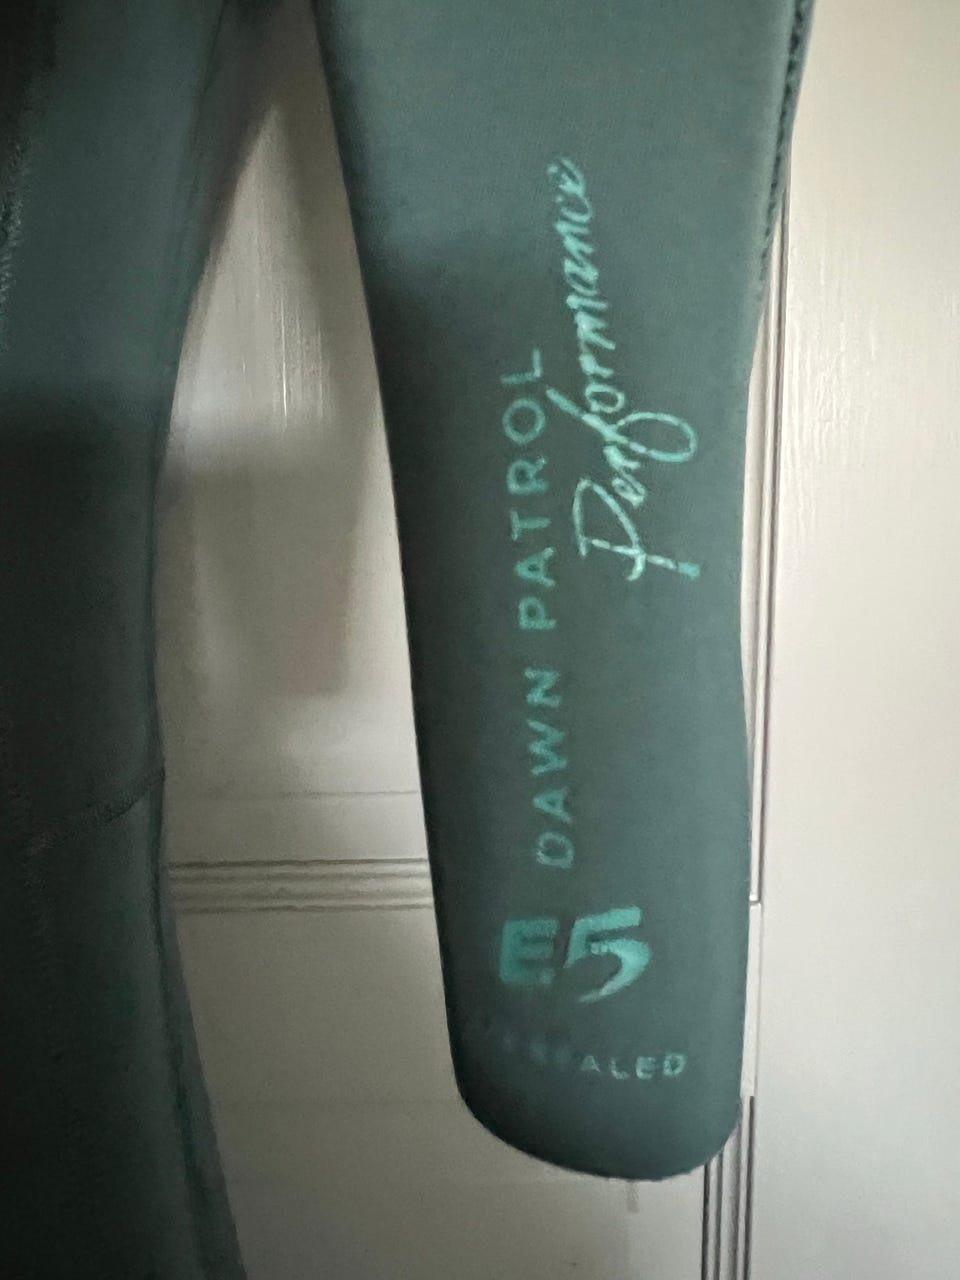 DAWN PATROL
Performance
E5